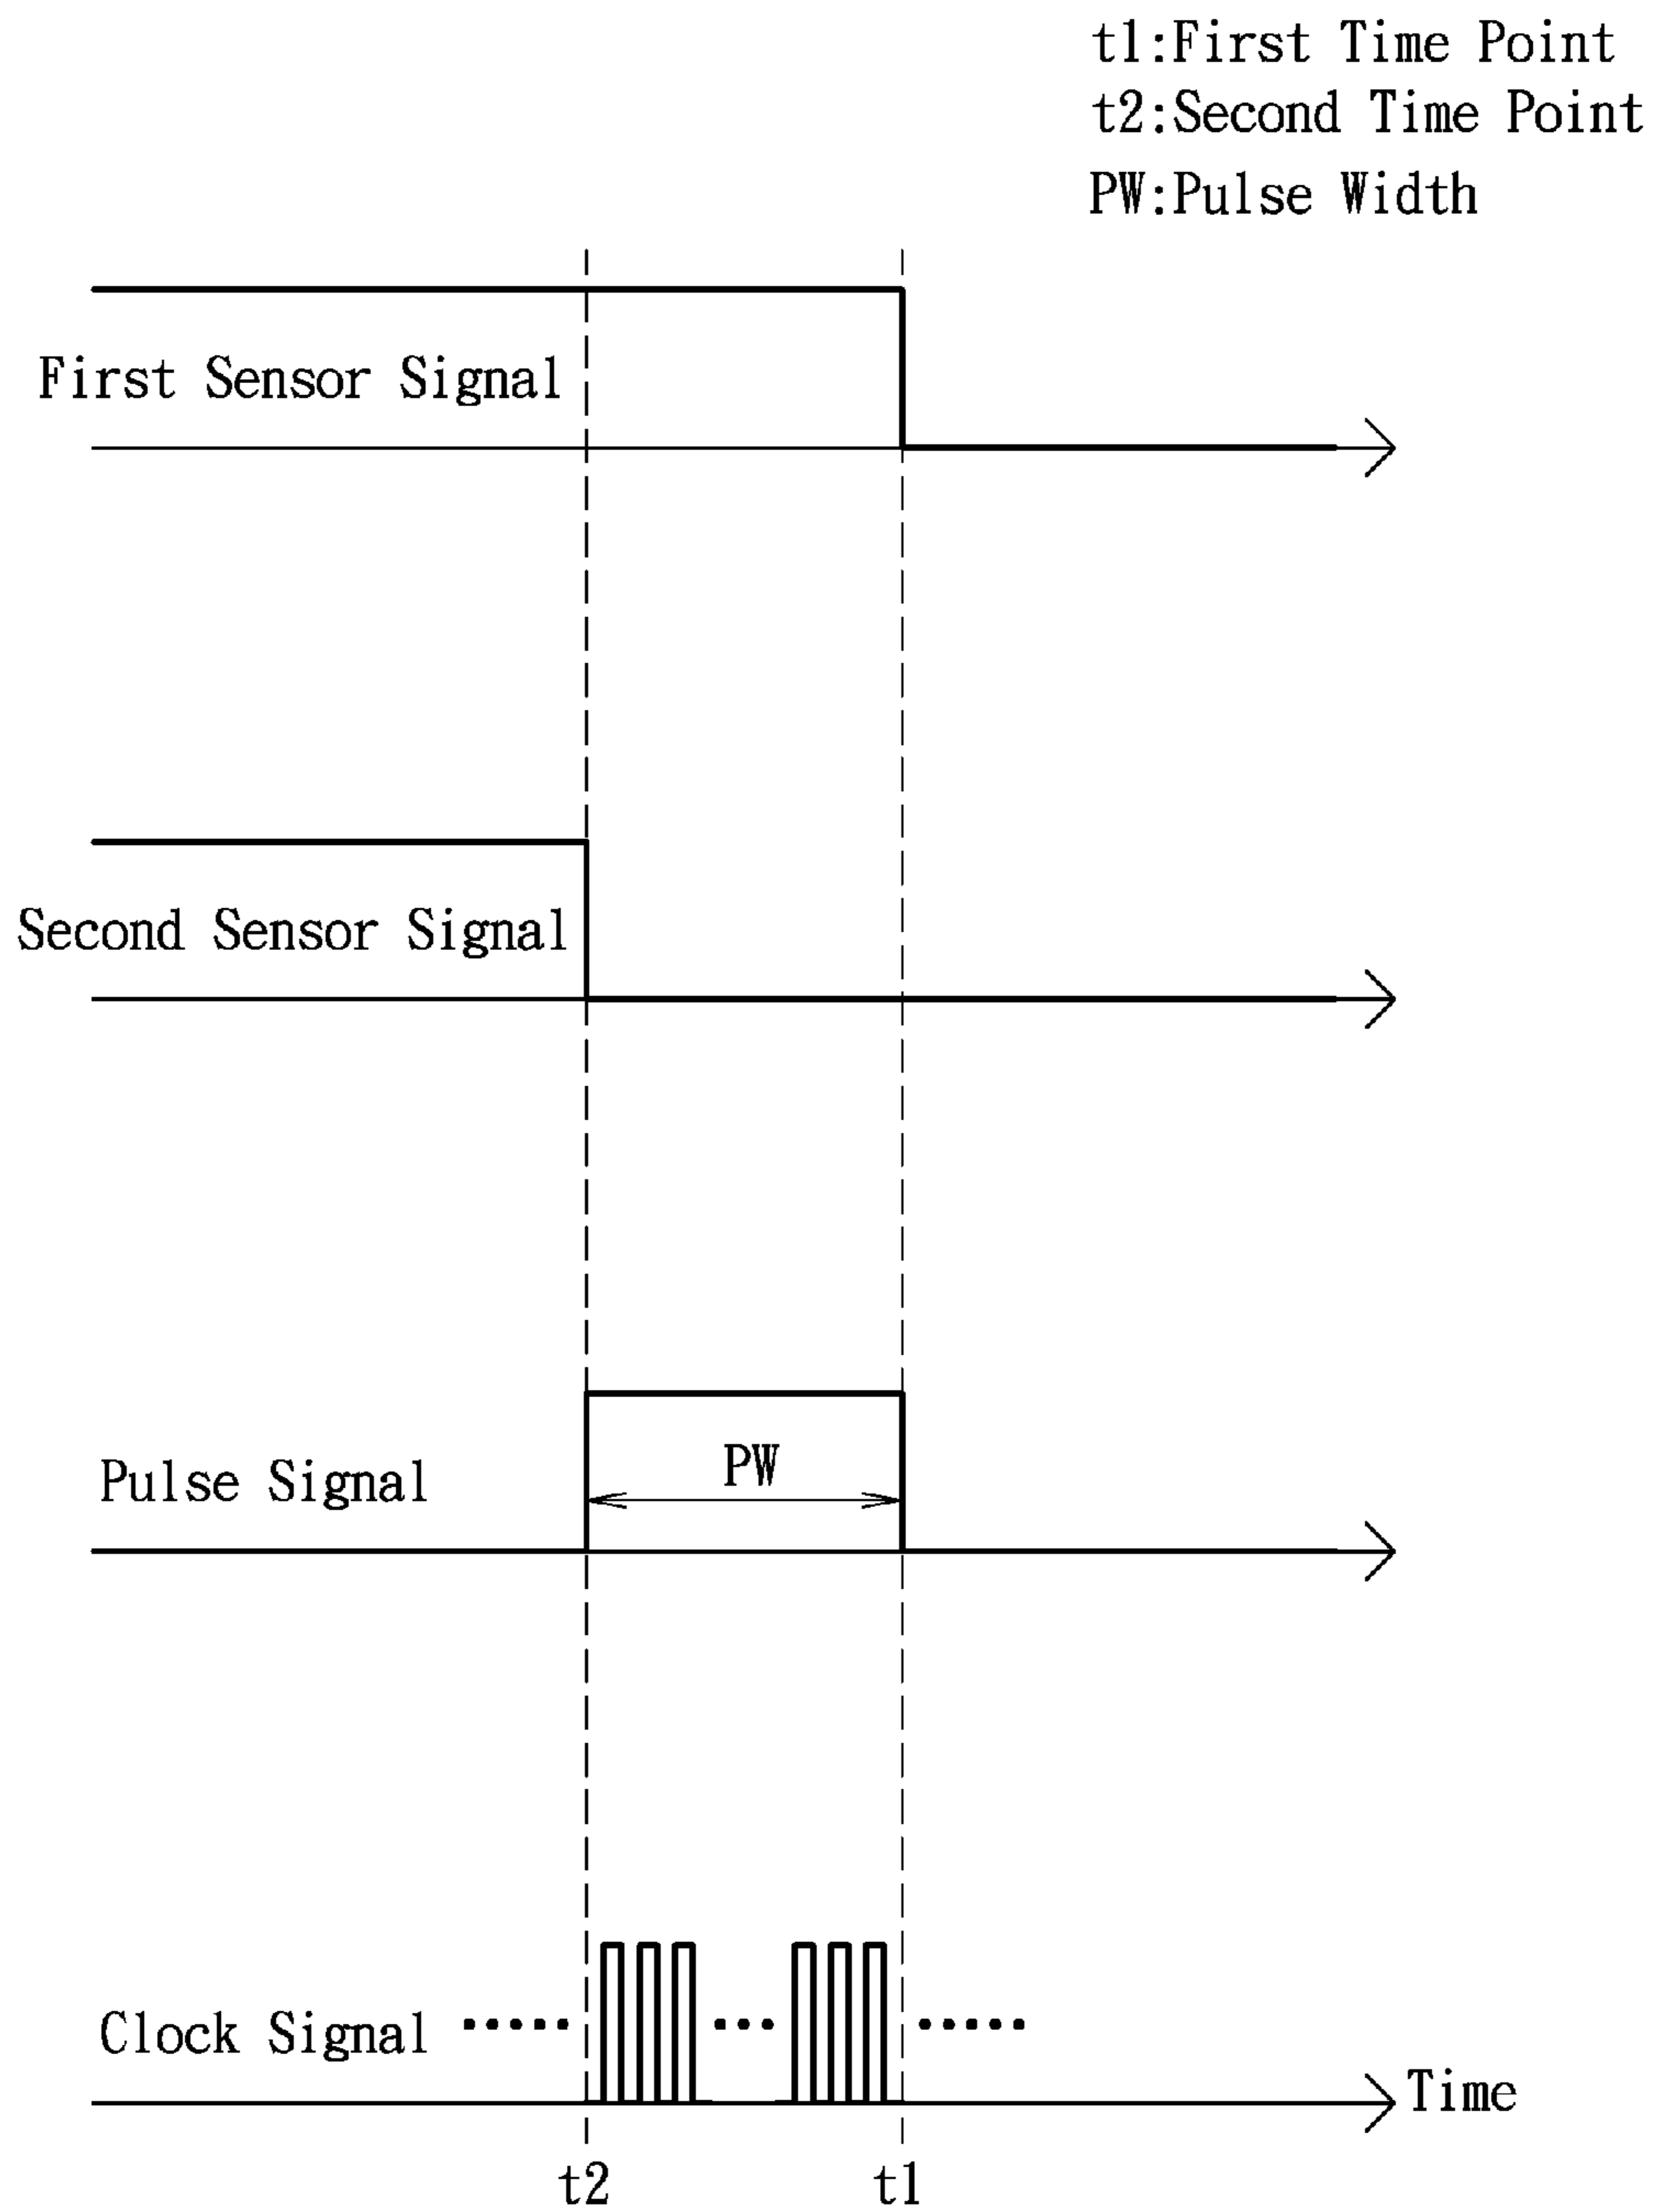 t1:First Time Point
t2:Second Time Point
PW:Pulse Width
First Sensor Signal
Second Sensor Signal
PW
Pulse Signal
Clock Signal
Time
t2
t1